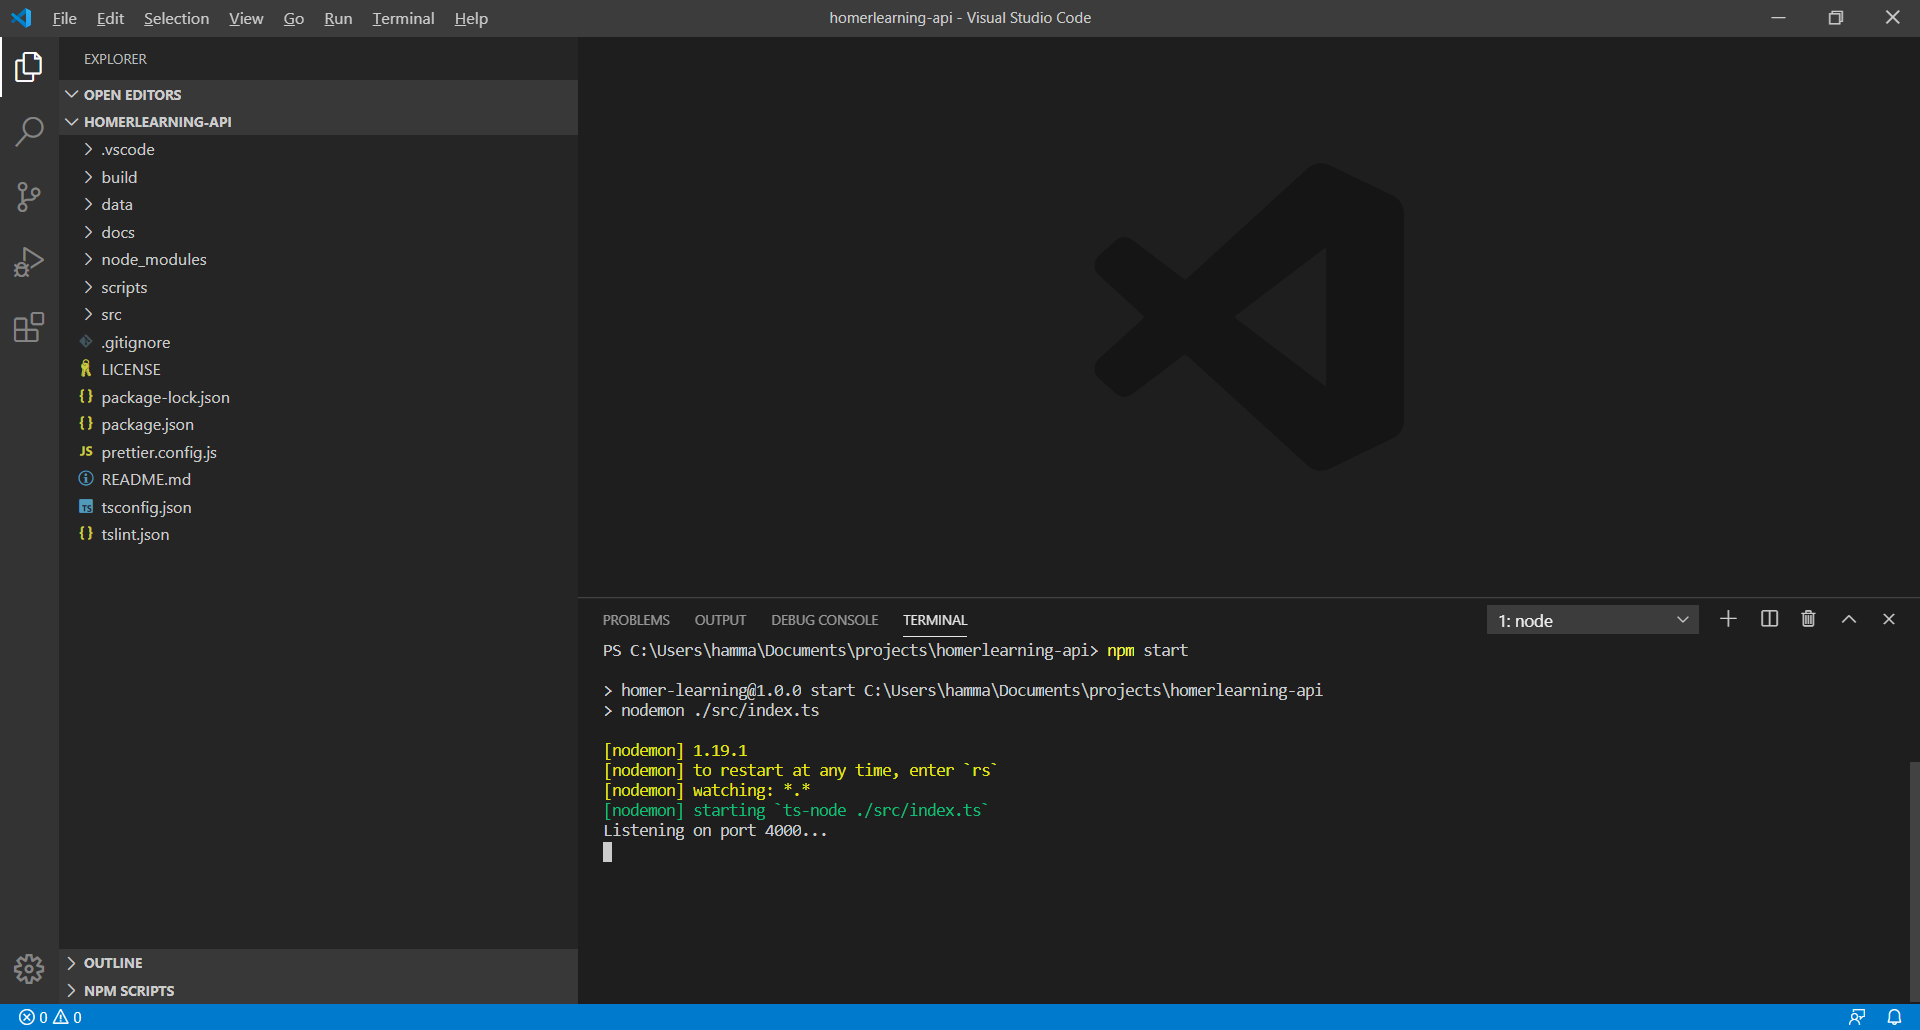 File Edit Selection View Go Run Terminal Help
homerlearning-api - Visual Studio Code
EXPLORER
OPEN EDITORS
HOMERLEARNING-API
.vscode
build
data
docs
node_modules
scripts
src
.gitignore
LICENSE
{} package-lock.json
{} package.json
JS prettier.config.js
README.md
TS tsconfig.json
{} tslint.json
OUTLINE
NPM SCRIPTS
PROBLEMS OUTPUT DEBUG CONSOLE TERMINAL
1: node
PS C:\Users\hamma\Documents\projects\homerlearning-api> npm start
> homer-learning@1.0.0 start C:\Users\hamma\Documents\projects\homerlearning-api
> nodemon ./src/index.ts
[nodemon] 1.19.1
[nodemon] to restart at any time, enter `rs`
[nodemon] watching: *.*
[nodemon] starting `ts-node ./src/index.ts`
Listening on port 4000...
0 0